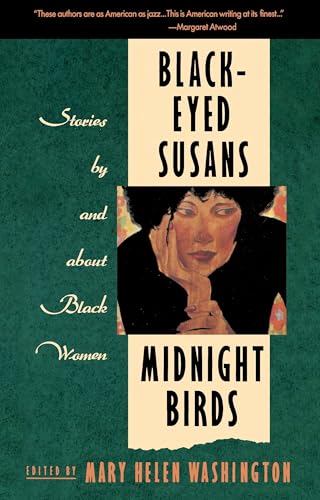 "These authors are as American as jazz...This is American writing at its finest..."
—Margaret Atwood
BLACK-
EYED
SUSANS
Stories
by
and
about
Black
Women
MIDNIGHT
BIRDS
EDITED BY MARY HELEN WASHINGTON